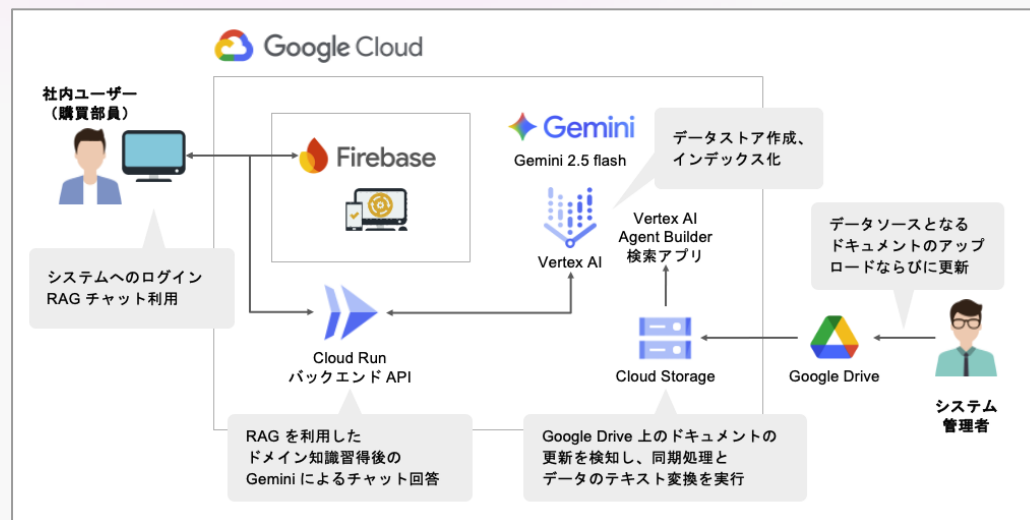 Google Cloud
社内ユーザー
（購買部員）
Firebase
Gemini
Gemini 2.5 flash
データストア作成、
インデックス化
Vertex AI
Vertex AI
Agent Builder
検索アプリ
データソースとなる
ドキュメントのアップ
ロードならびに更新
システムへのログイン
RAG チャット利用
Cloud Run
バックエンド API
Cloud Storage
Google Drive
システム
管理者
RAG を利用した
ドメイン知識習得後の
Gemini によるチャット回答
Google Drive 上のドキュメントの
更新を検知し、同期処理と
データのテキスト変換を実行